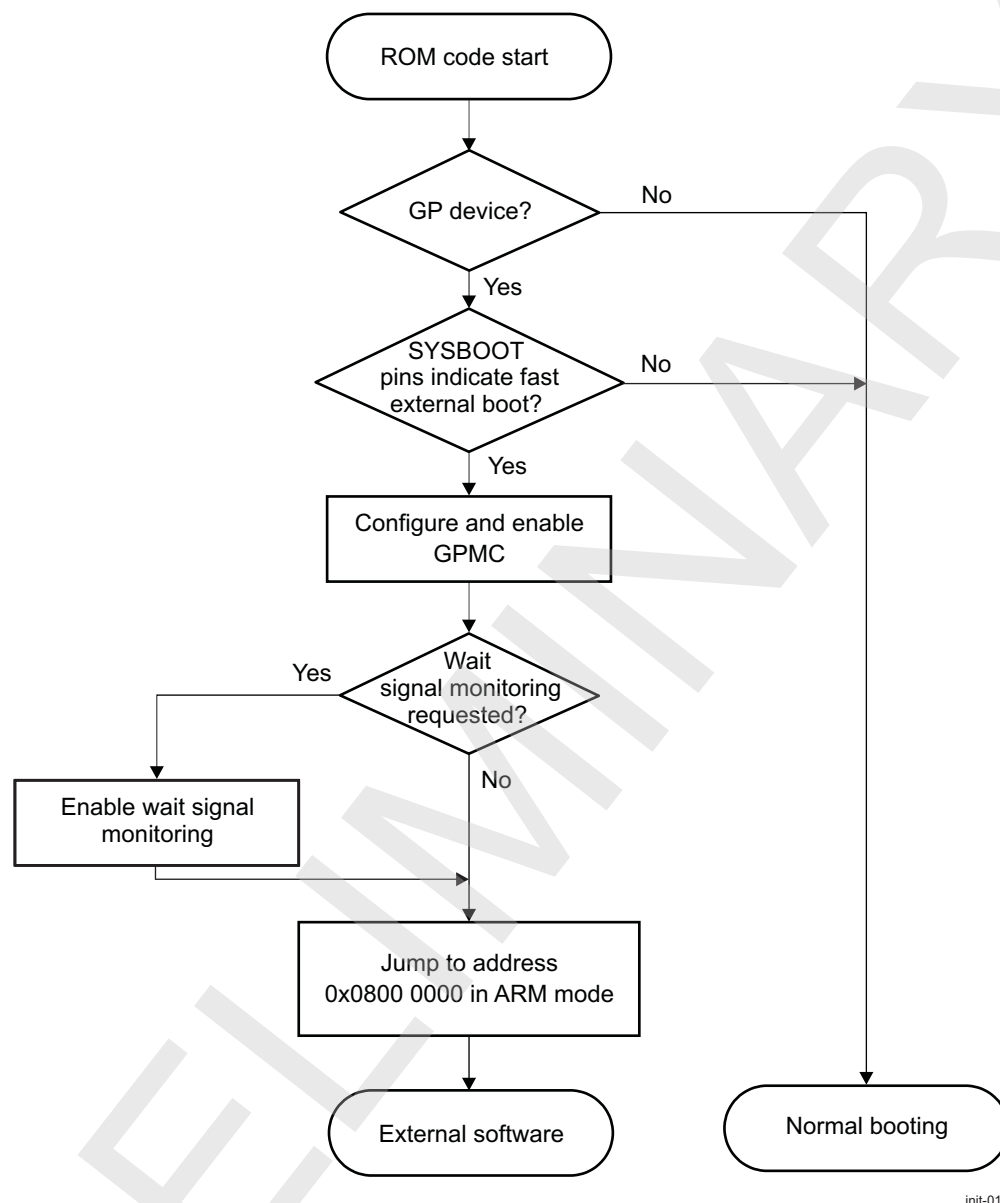 ROM code start
GP device?
No
Yes
SYSBOOT
pins indicate fast
external boot?
No
Yes
Configure and enable
GPMC
Wait
signal monitoring
requested?
Yes
No
Enable wait signal
monitoring
Jump to address
0x0800 0000 in ARM mode
External software
Normal booting
init-01
ELIMINARY